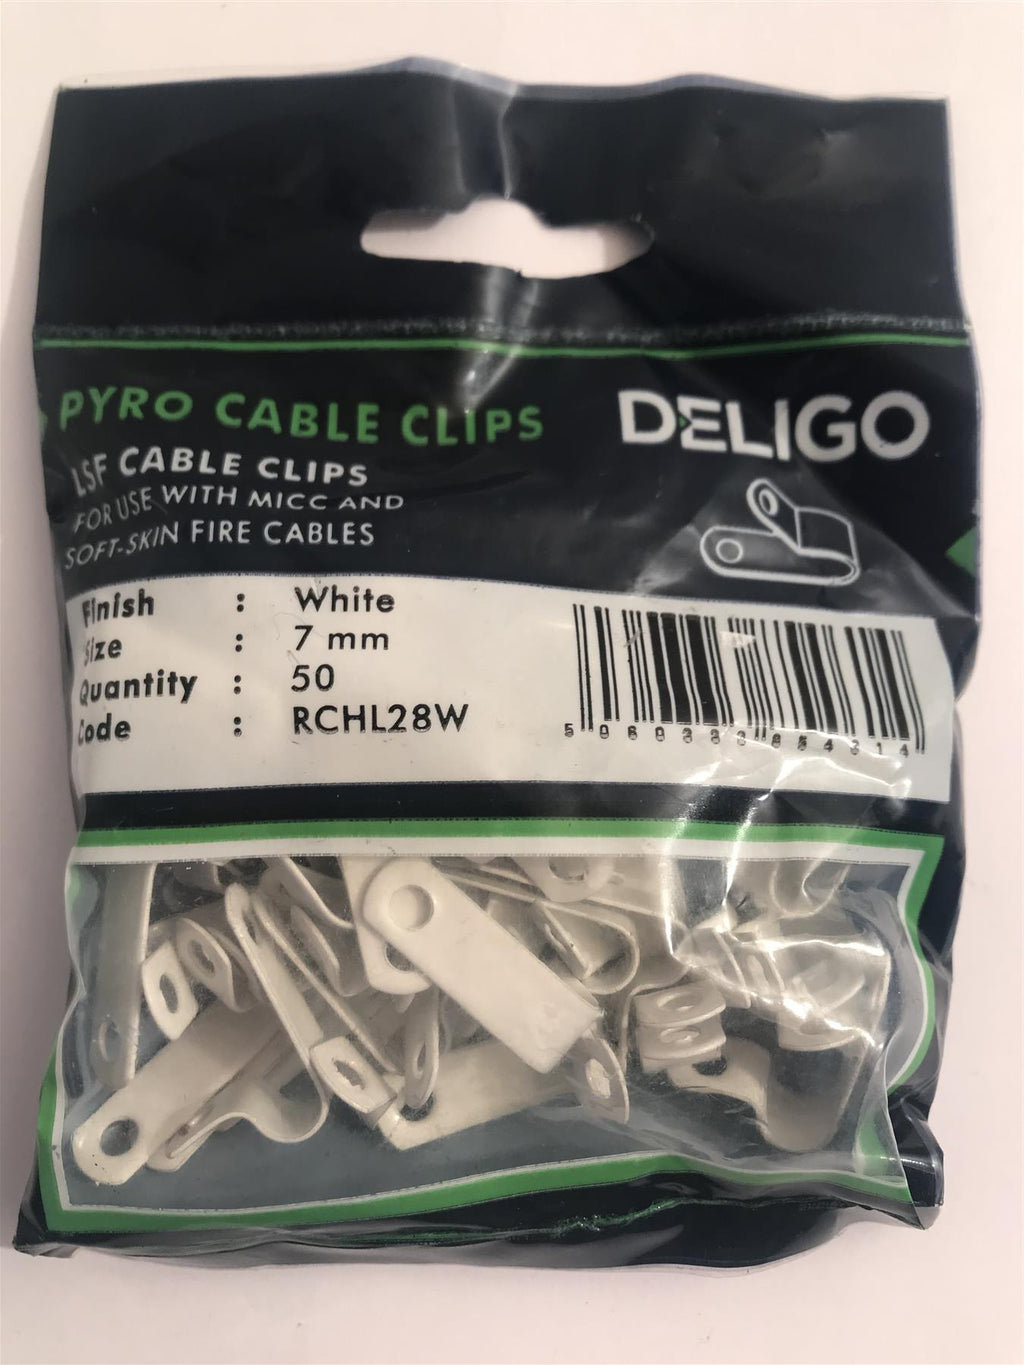 PYRO CABLE CLIPS
DELIGO
LSF CABLE CLIPS
FOR USE WITH MICC AND
SOFT-SKIN FIRE CABLES
Finish : White
Size : 7 mm
Quantity : 50
Code : RCHL28W